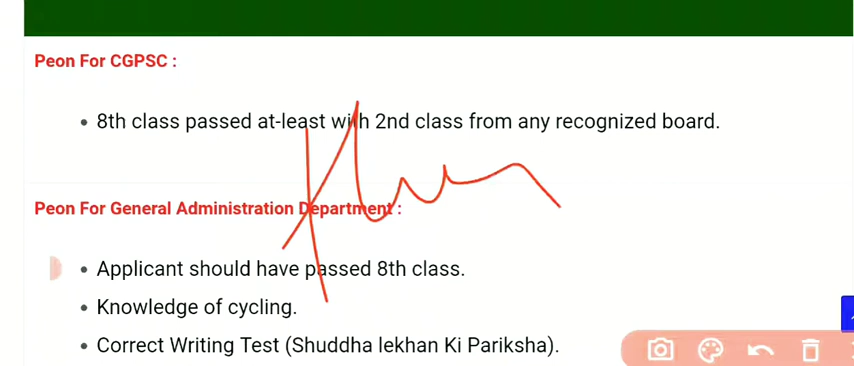 Peon For CGPSC :
8th class passed at-least with 2nd class from any recognized board.
Peon For General Administration Department :
Applicant should have passed 8th class.
Knowledge of cycling.
Correct Writing Test (Shuddha lekhan Ki Pariksha).